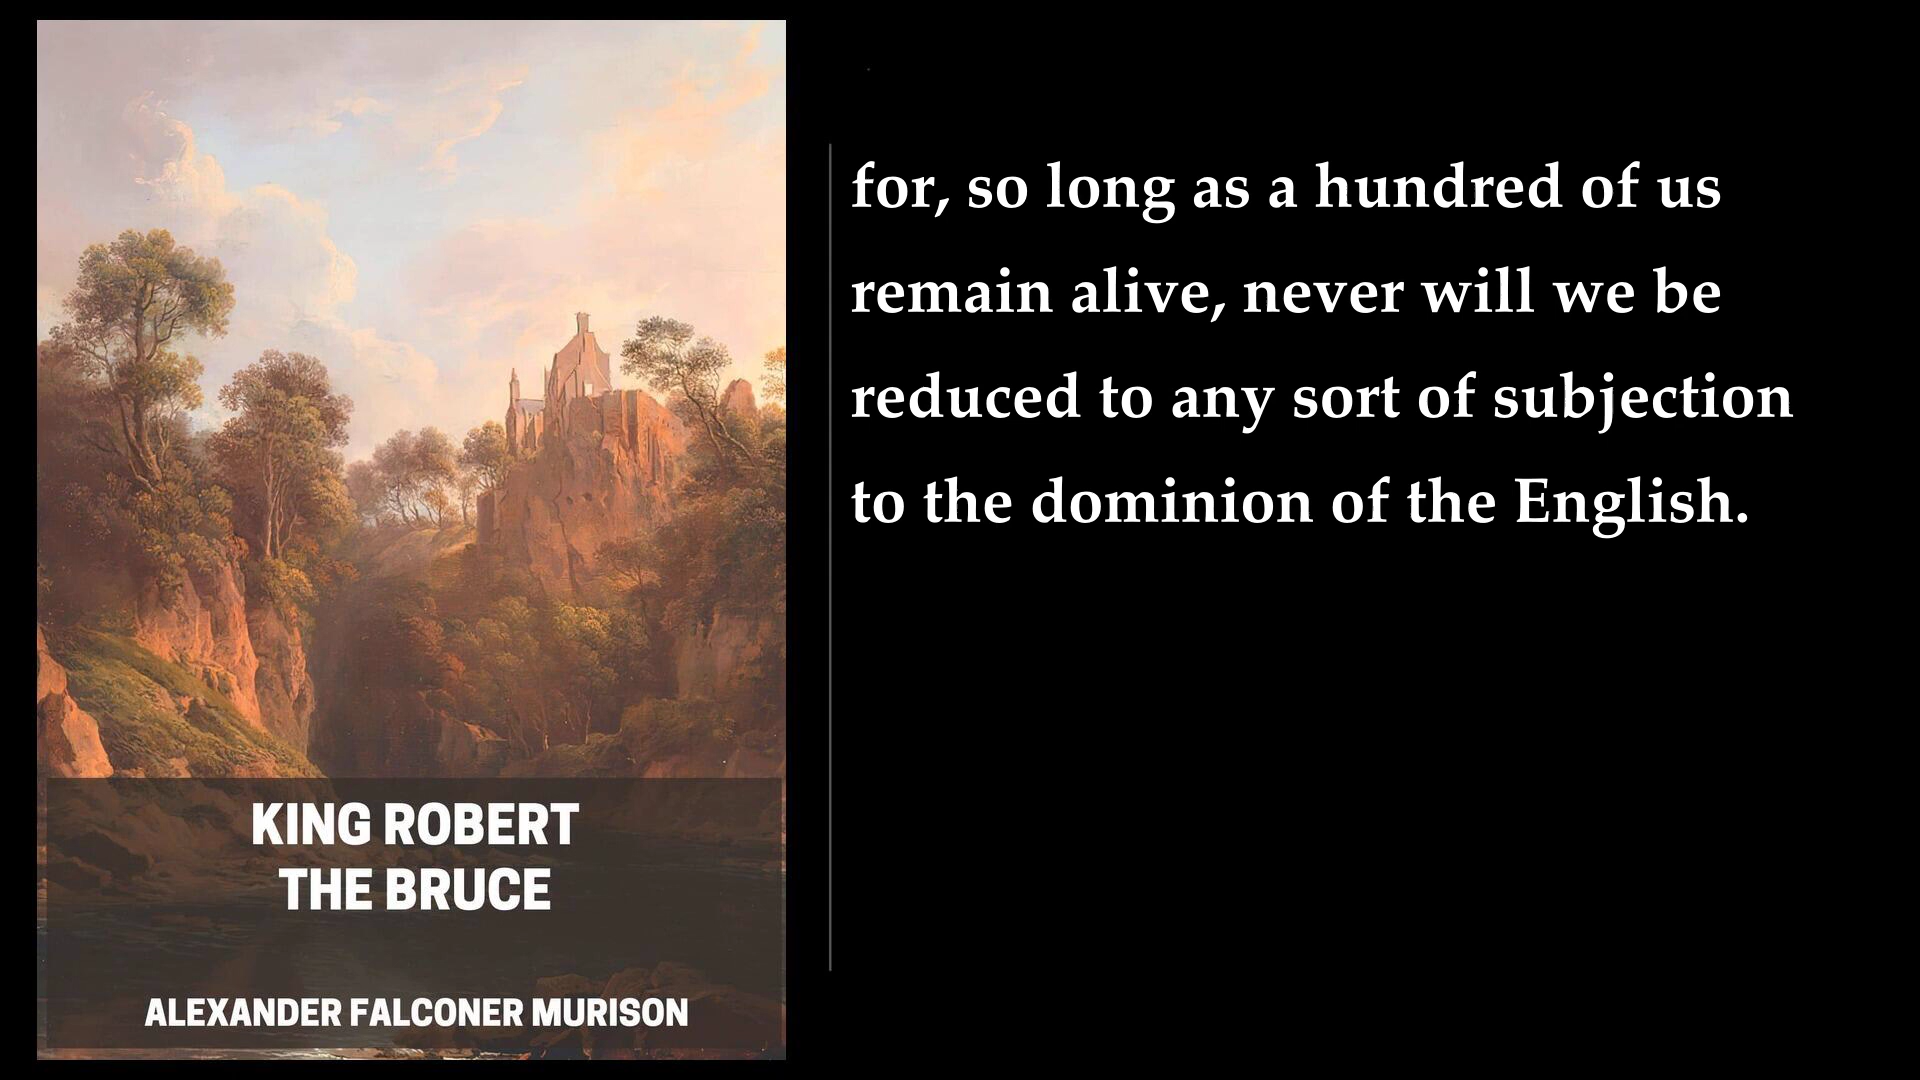 for, so long as a hundred of us
remain alive, never will we be
reduced to any sort of subjection
to the dominion of the English.
KING ROBERT
THE BRUCE
ALEXANDER FALCONER MURISON